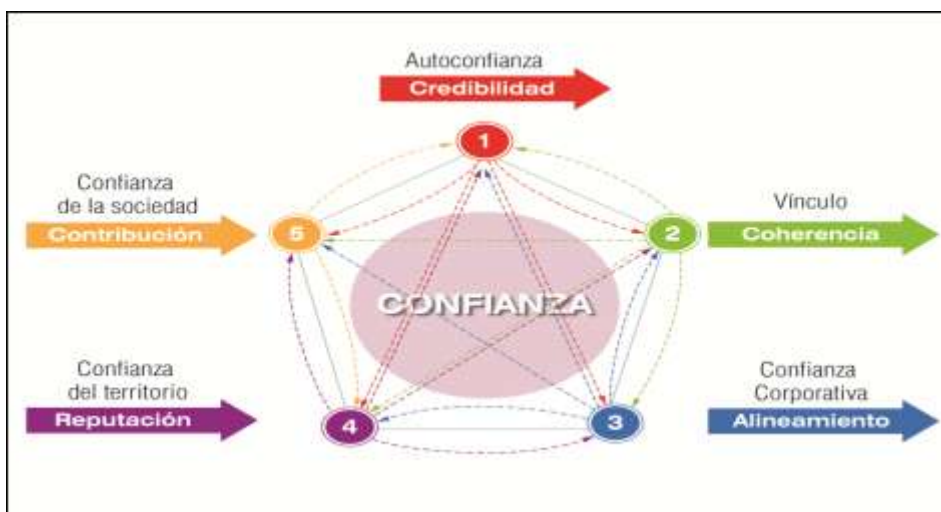 Autoconfianza
Credibilidad
1
Confianza
de la sociedad
Contribución
5
2
Vínculo
Coherencia
CONFIANZA
Confianza
del territorio
Reputación
4
3
Confianza
Corporativa
Alineamiento